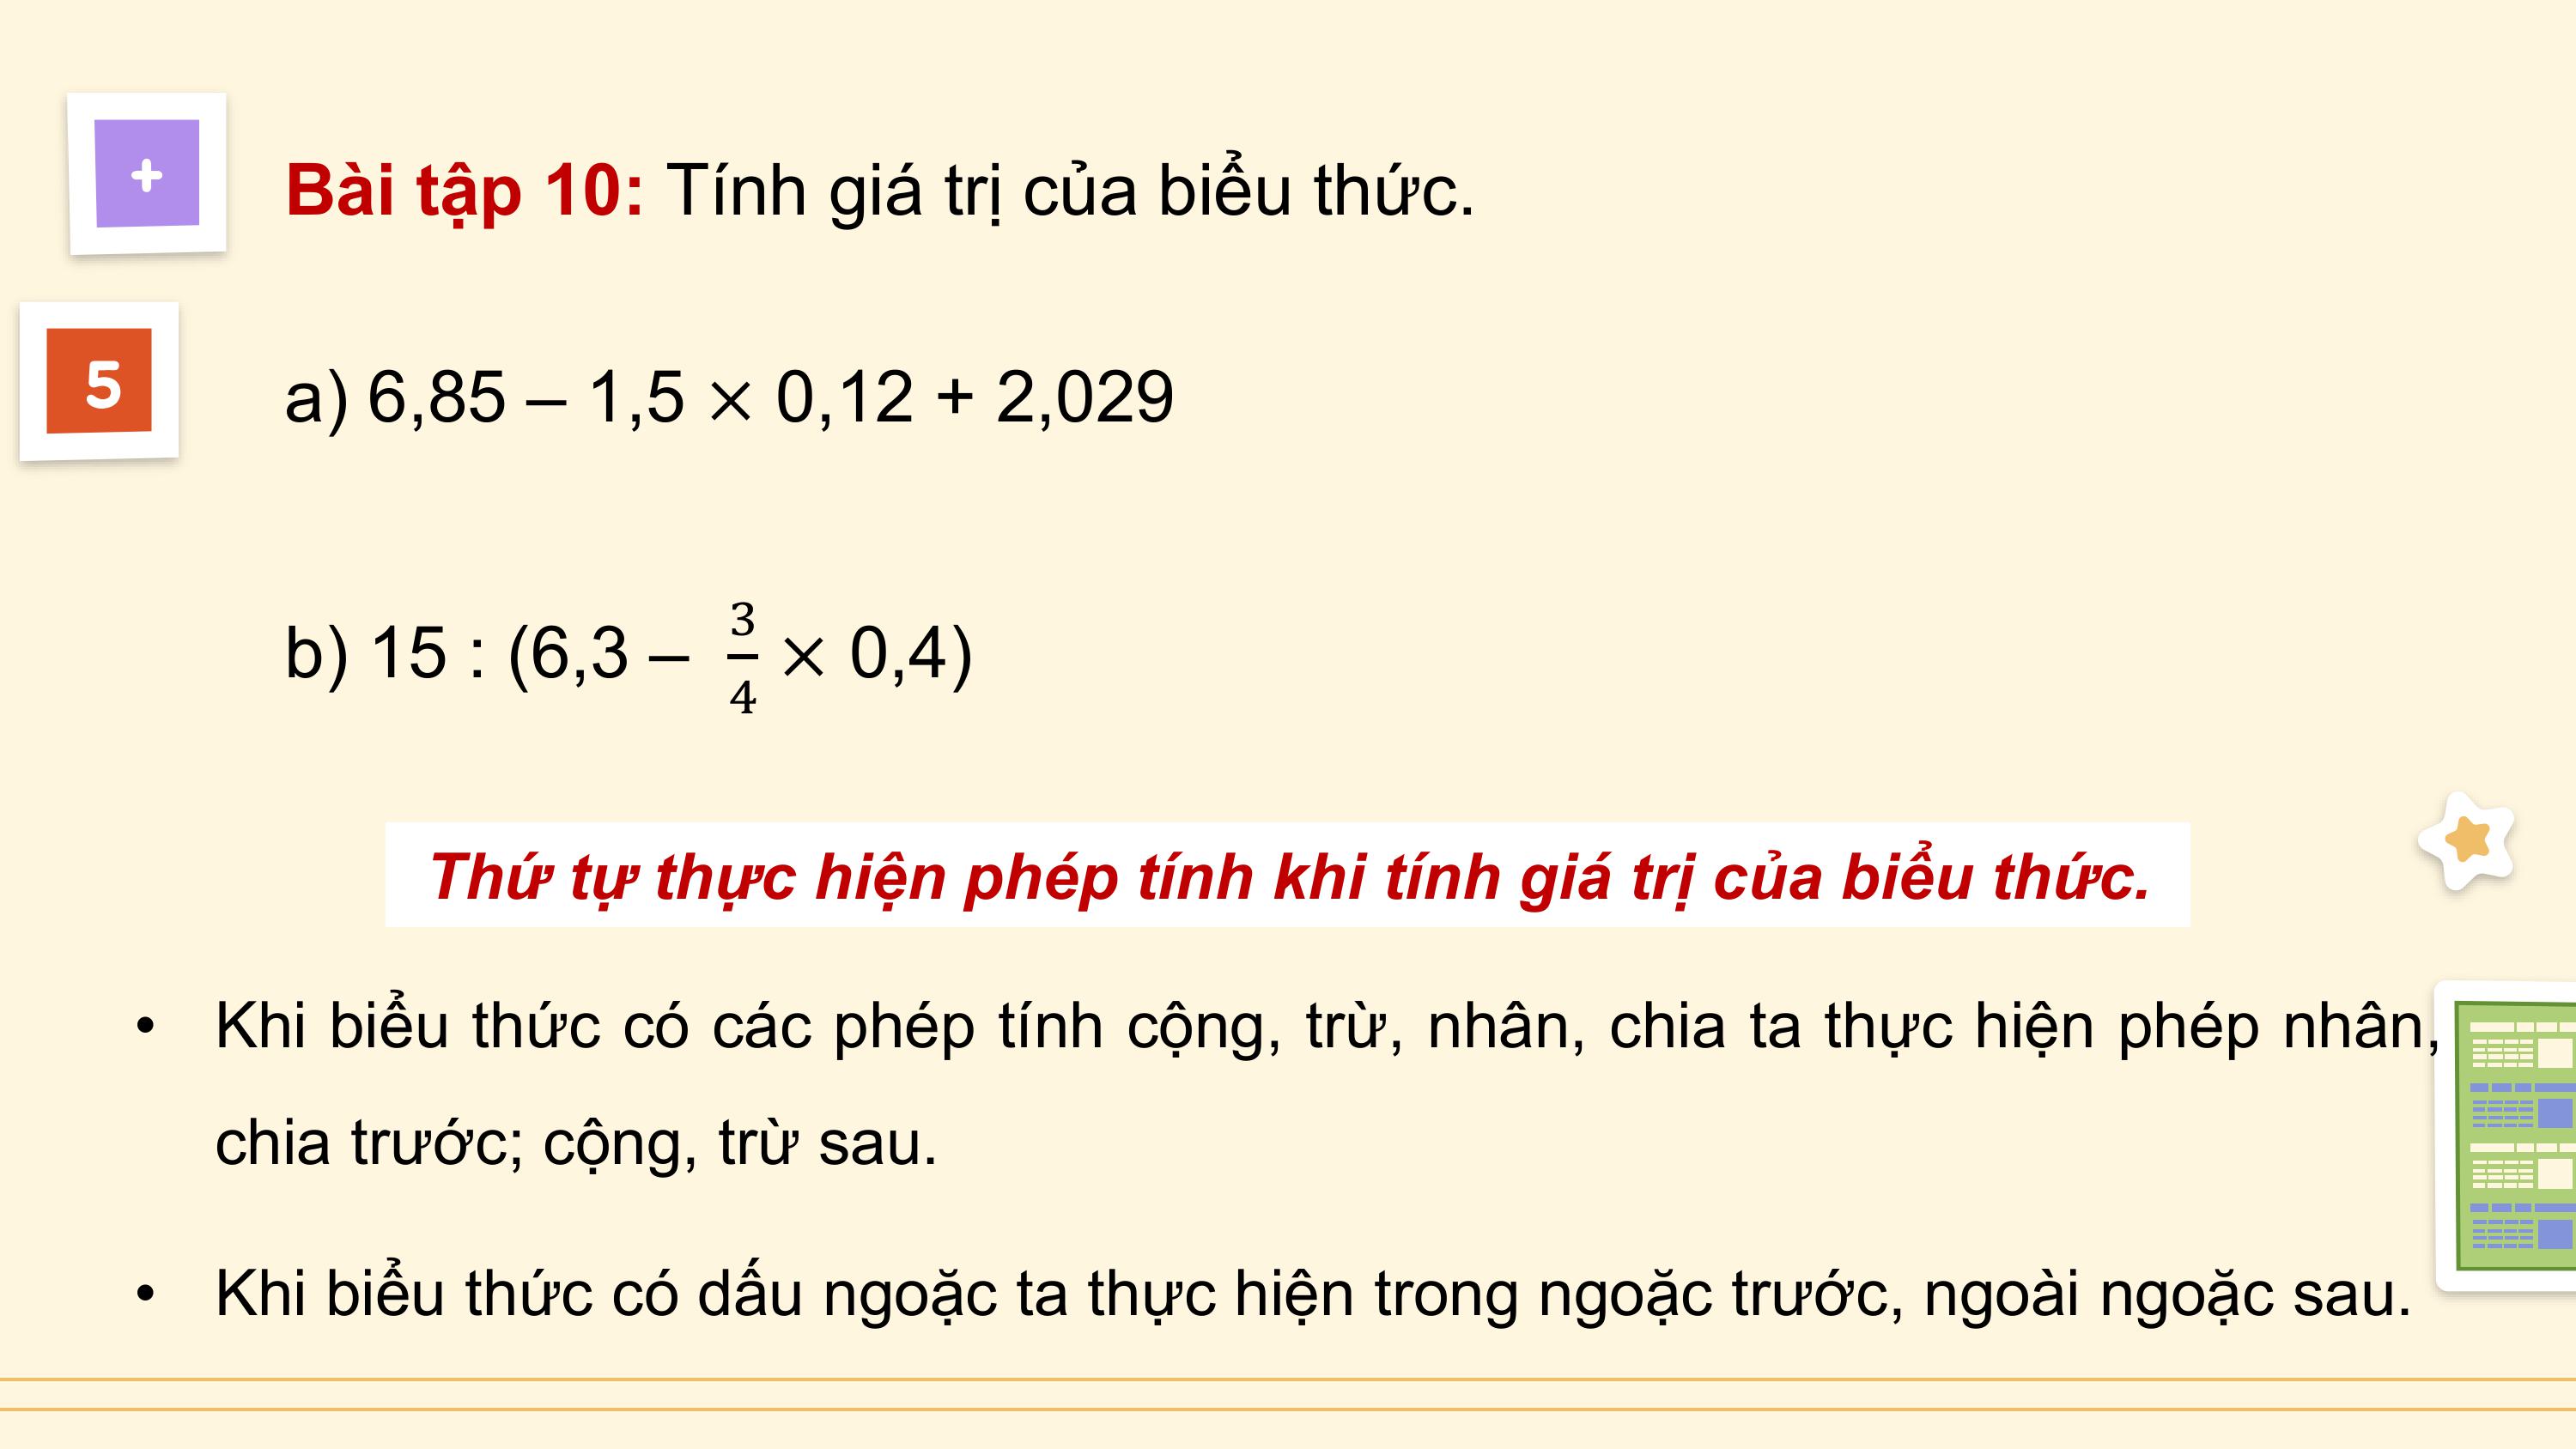 +
Bài tập 10: Tính giá trị của biểu thức.
5
a) 6,85 – 1,5 × 0,12 + 2,029
b) 15 : (6,3 – 3/4 × 0,4)
Thứ tự thực hiện phép tính khi tính giá trị của biểu thức.
• Khi biểu thức có các phép tính cộng, trừ, nhân, chia ta thực hiện phép nhân,
chia trước; cộng, trừ sau.
• Khi biểu thức có dấu ngoặc ta thực hiện trong ngoặc trước, ngoài ngoặc sau.